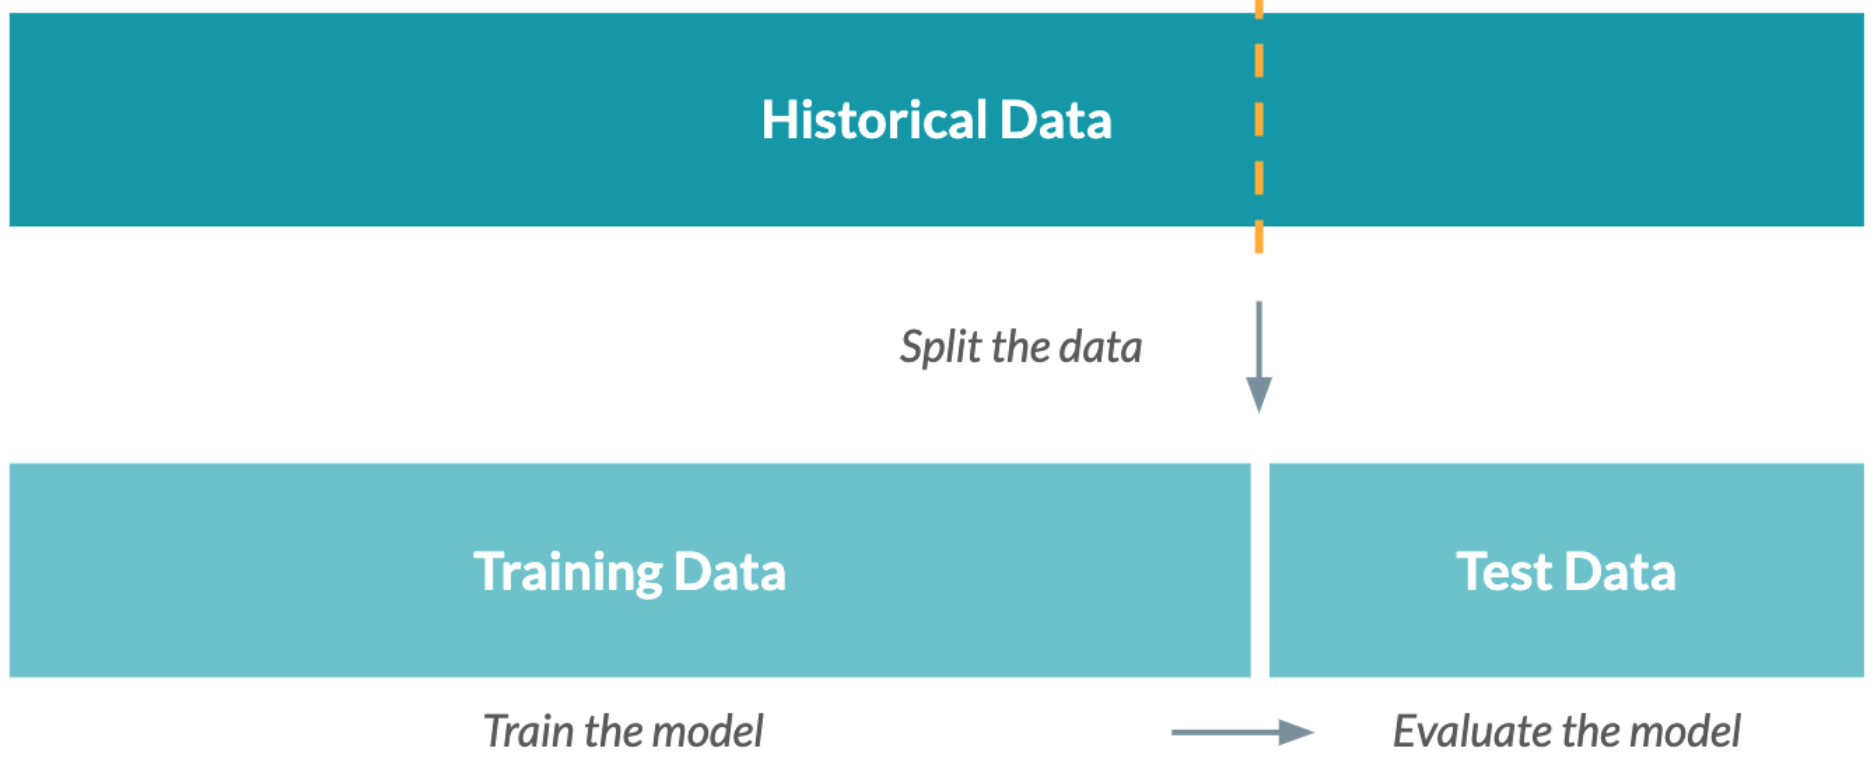 Historical Data
Split the data
Training Data
Test Data
Train the model
Evaluate the model